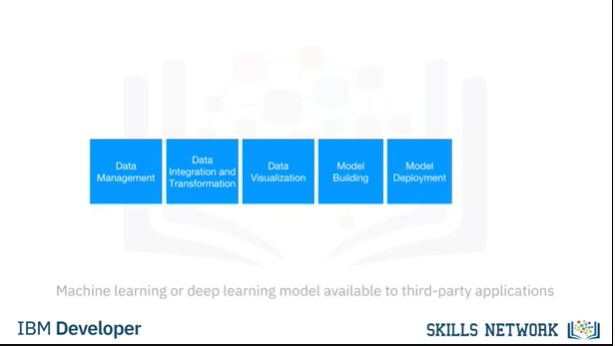 Data
Management
Data
Integration and
Transformation
Data
Visualization
Model
Building
Model
Deployment
Machine learning or deep learning model available to third-party applications
IBM Developer
SKILLS NETWORK